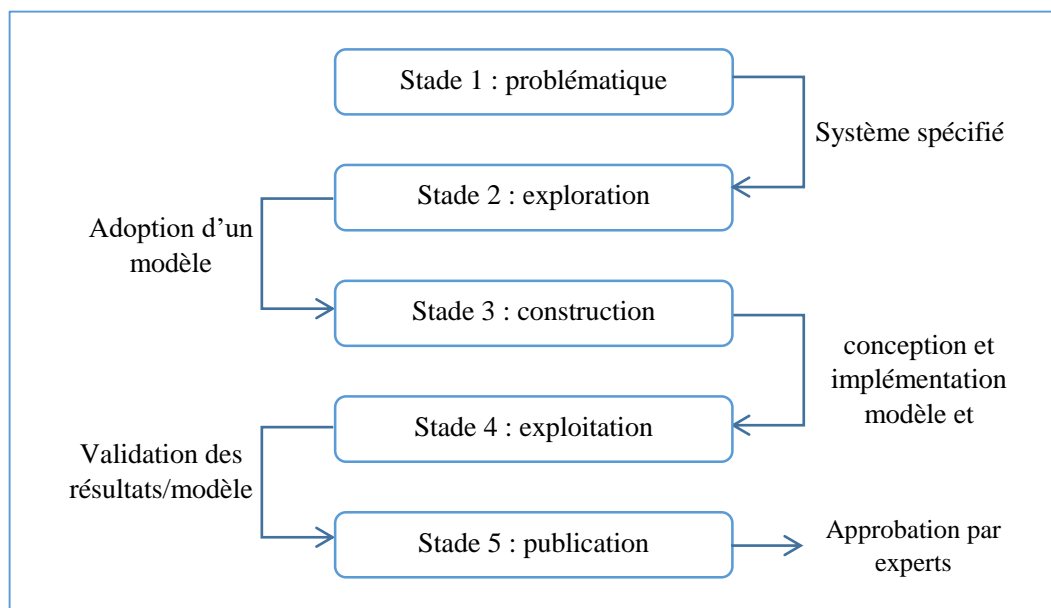 Stade 1 : problématique
Système spécifié
Stade 2 : exploration
Adoption d’un
modèle
Stade 3 : construction
conception et
implémentation
modèle et
Stade 4 : exploitation
Validation des
résultats/modèle
Stade 5 : publication
Approbation par
experts